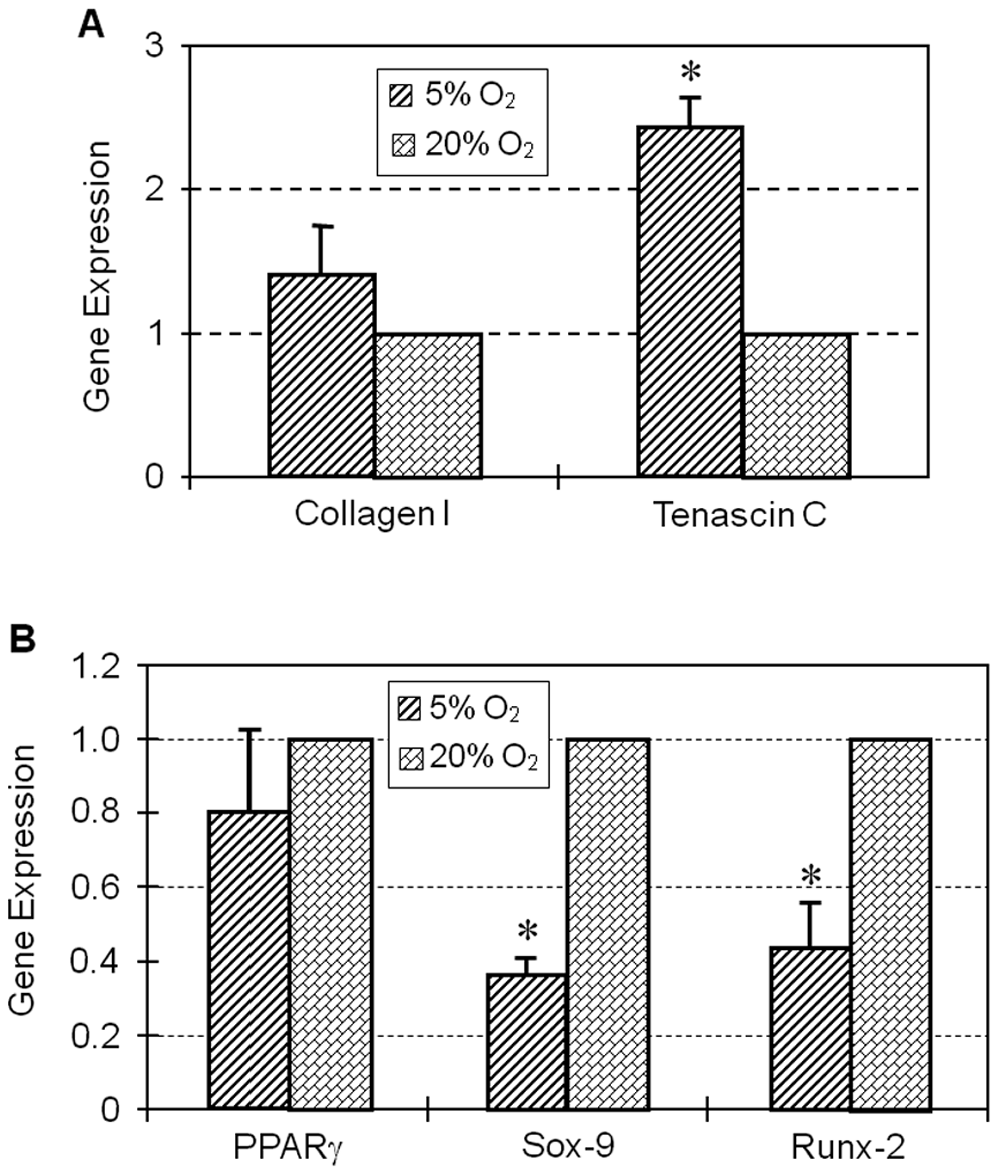 A
3
2
1
0
Gene Expression
5% O₂
20% O₂
*
Collagen I
Tenascin C
B
1.2
1.0
0.8
0.6
0.4
0.2
0
Gene Expression
5% O₂
20% O₂
*
*
PPARγ
Sox-9
Runx-2